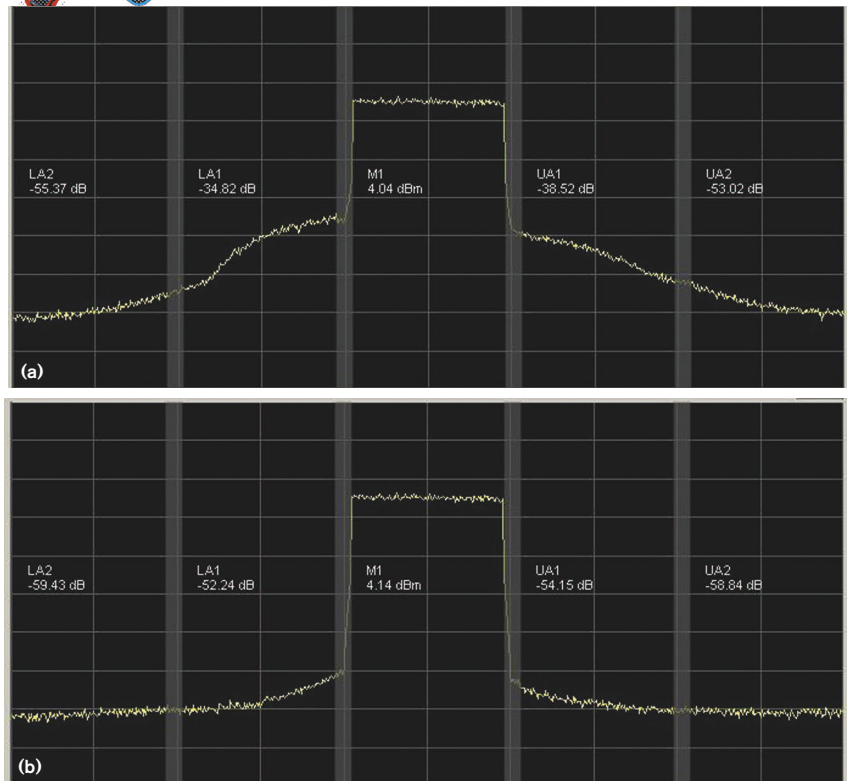 LA2
-55.37 dB
LA1
-34.82 dB
M1
4.04 dBm
UA1
-38.52 dB
UA2
-53.02 dB
(a)
LA2
-59.43 dB
LA1
-52.24 dB
M1
4.14 dBm
UA1
-54.15 dB
UA2
-58.84 dB
(b)